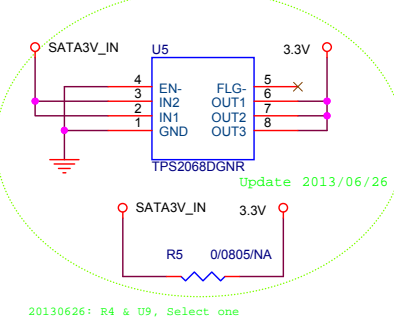 SATA3V_IN U5 3.3V
4 EN- FLG- 5
3 IN2 OUT1 6
2 IN1 OUT2 7
1 GND OUT3 8
TPS2068DGNR
Update 2013/06/26
SATA3V_IN 3.3V
R5 0/0805/NA
20130626: R4 & U9, Select one